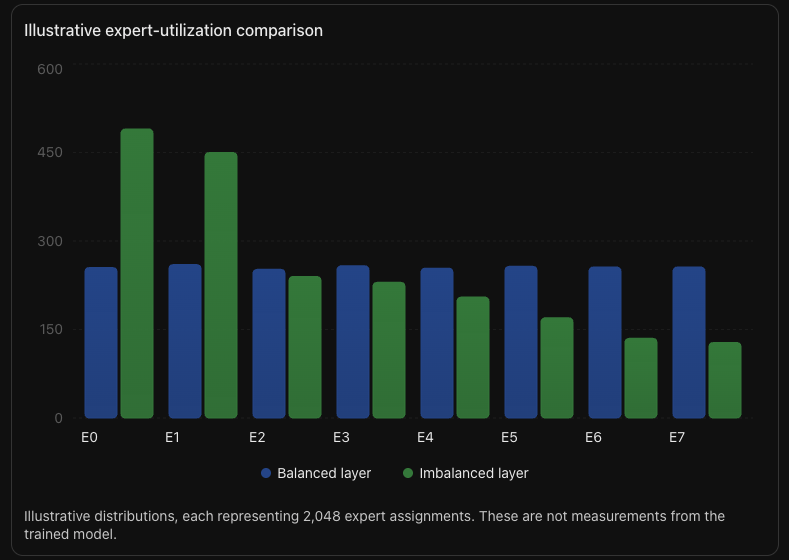 Illustrative expert-utilization comparison
600
450
300
150
0
E0 E1 E2 E3 E4 E5 E6 E7
Balanced layer Imbalanced layer
Illustrative distributions, each representing 2,048 expert assignments. These are not measurements from the
trained model.